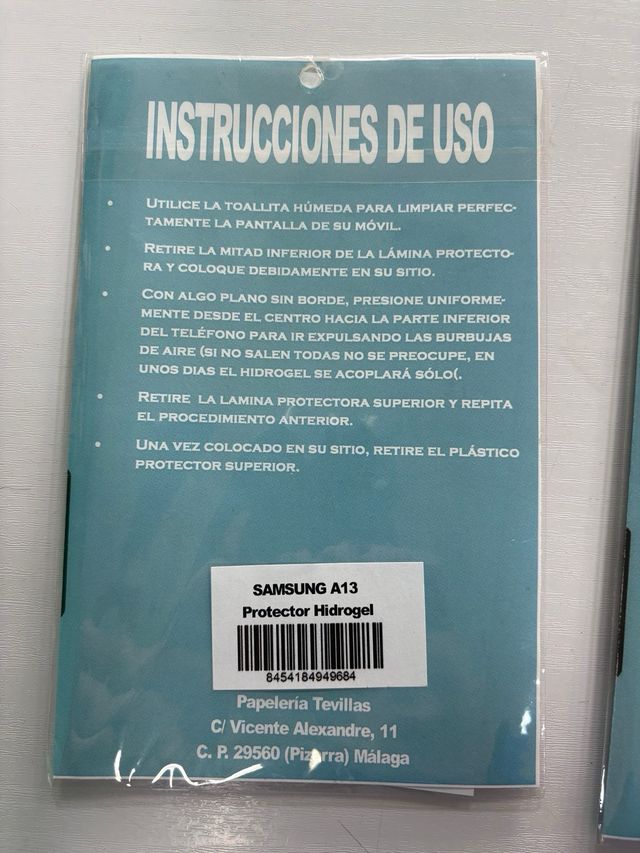 INSTRUCCIONES DE USO
• UTILICE LA TOALLITA HÚMEDA PARA LIMPIAR PERFEC-
TAMENTE LA PANTALLA DE SU MÓVIL.
• RETIRE LA MITAD INFERIOR DE LA LÁMINA PROTECTO-
RA Y COLOQUE DEBIDAMENTE EN SU SITIO.
• CON ALGO PLANO SIN BORDE, PRESIONE UNIFORME-
MENTE DESDE EL CENTRO HACIA LA PARTE INFERIOR
DEL TELÉFONO PARA IR EXPULSANDO LAS BURBUJAS
DE AIRE (SI NO SALEN TODAS NO SE PREOCUPE, EN
UNOS DIAS EL HIDROGEL SE ACOPLARÁ SÓLO(.
• RETIRE LA LAMINA PROTECTORA SUPERIOR Y REPITA
EL PROCEDIMIENTO ANTERIOR.
• UNA VEZ COLOCADO EN SU SITIO, RETIRE EL PLÁSTICO
PROTECTOR SUPERIOR.
SAMSUNG A13
Protector Hidrogel
8454184949684
Papelería Tevillas
C/ Vicente Alexandre, 11
C. P. 29560 (Pizarra) Málaga